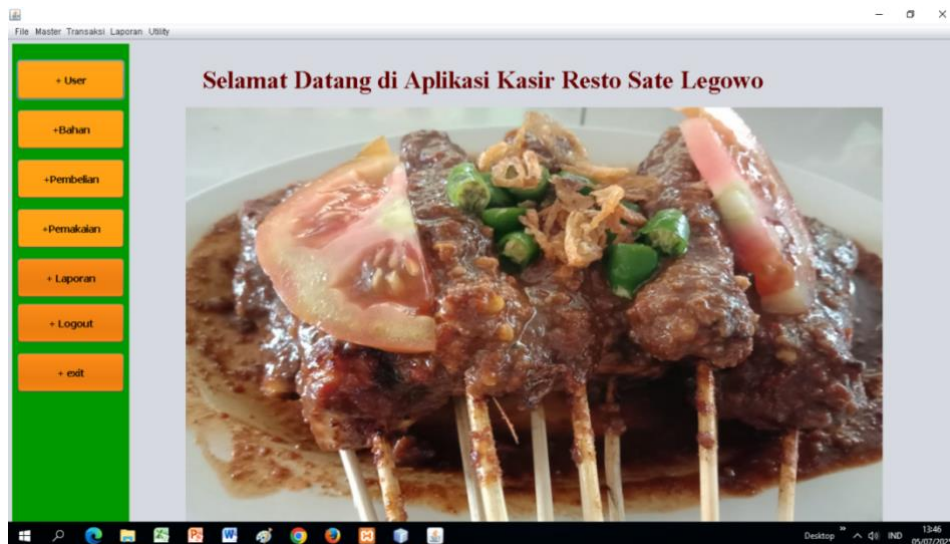 File Master Transaksi Laporan Utility
Selamat Datang di Aplikasi Kasir Resto Sate Legowo
+ User
+Bahan
+Pembelian
+Pemakaian
+ Laporan
+ Logout
+ exit
Desktop
IND
13:46